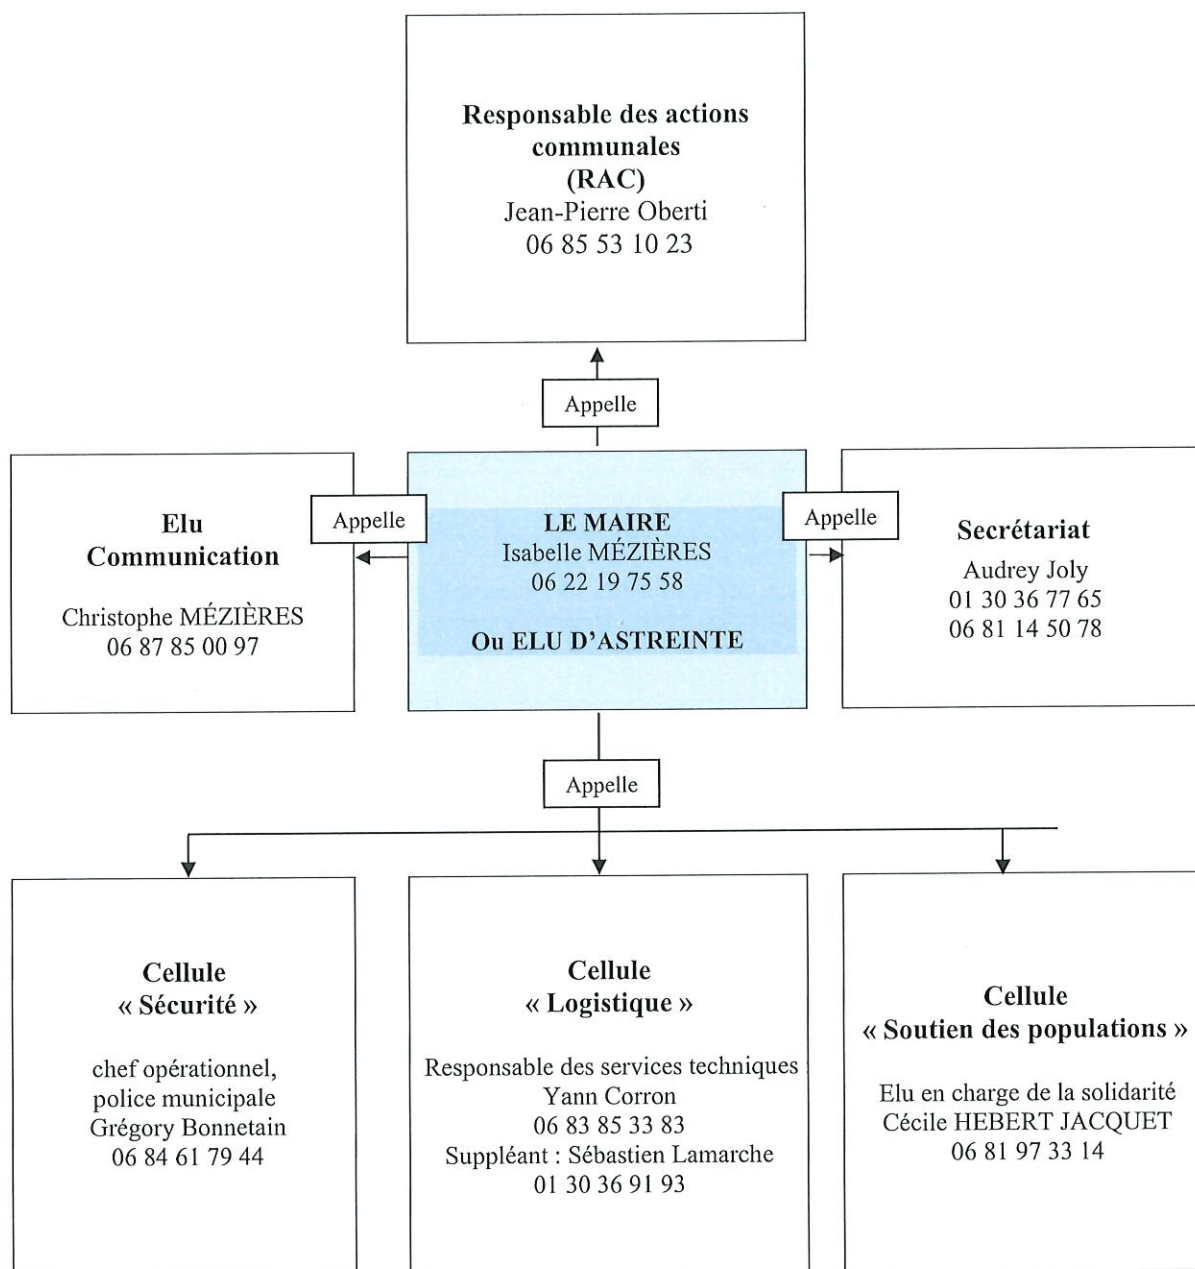 Responsable des actions
communales
(RAC)
Jean-Pierre Oberti
06 85 53 10 23
Appelle
Elu
Communication
Christophe MÉZIÈRES
06 87 85 00 97
Appelle
LE MAIRE
Isabelle MÉZIÈRES
06 22 19 75 58
Ou ELU D'ASTREINTE
Appelle
Secrétariat
Audrey Joly
01 30 36 77 65
06 81 14 50 78
Appelle
Cellule
« Sécurité »
chef opérationnel,
police municipale
Grégory Bonnetain
06 84 61 79 44
Cellule
« Logistique »
Responsable des services techniques :
Yann Corron
06 83 85 33 83
Suppléant : Sébastien Lamarche
01 30 36 91 93
Cellule
« Soutien des populations »
Elu en charge de la solidarité
Cécile HEBERT JACQUET
06 81 97 33 14